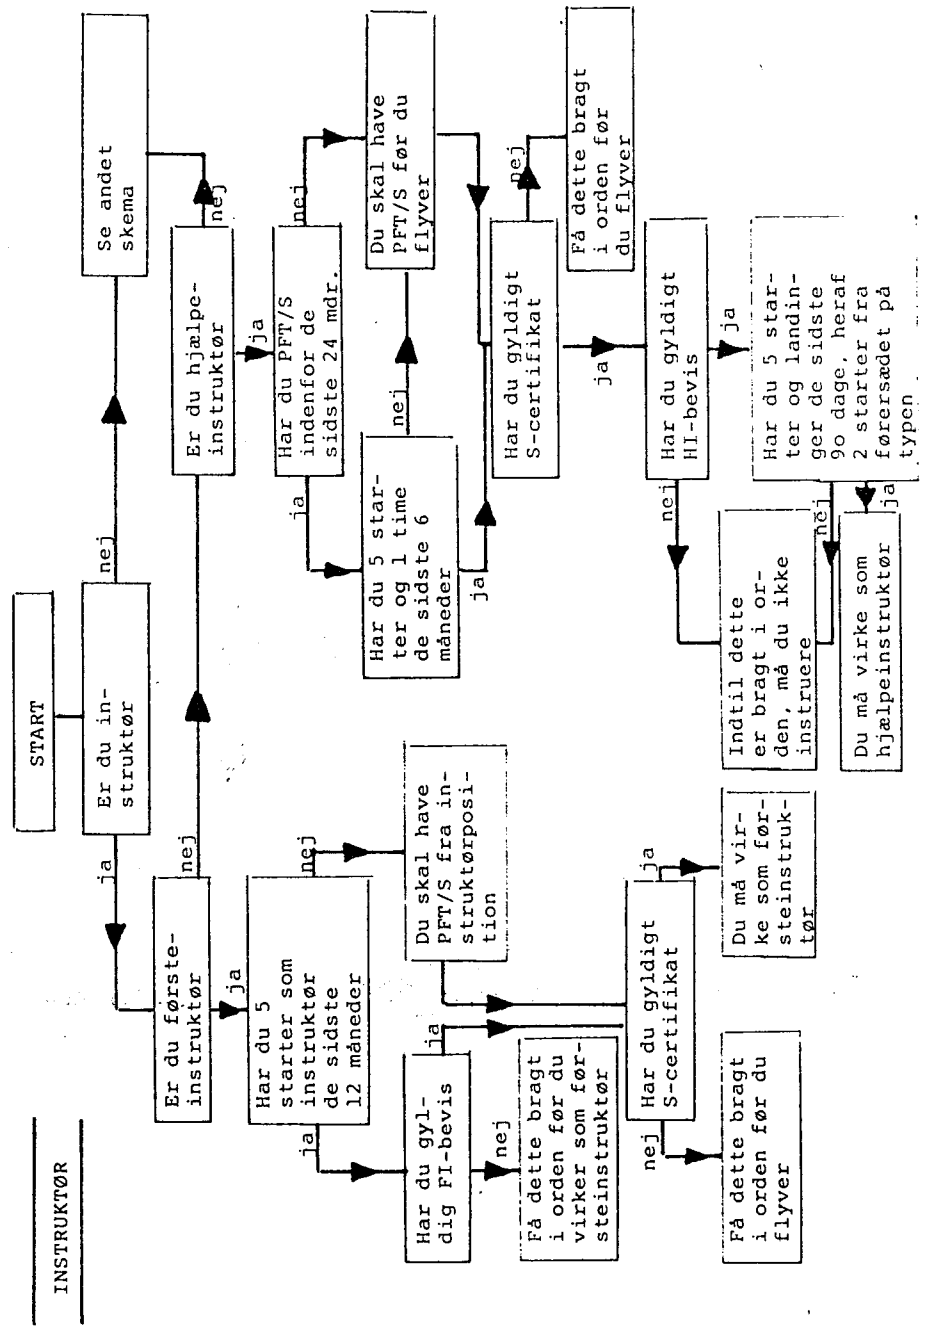 INSTRUKTØR
START
Er du in-
struktør
ja
nej
Se andet
skema
Er du første-
instruktør
nej
ja
Er du hjælpe-
instruktør
nej
ja
Har du 5
starter som
instruktør
de sidste
12 måneder
nej
ja
Har du PFT/S
indenfor de
sidste 24 mdr.
nej
ja
Har du 5 star-
ter og 1 time
de sidste 6
måneder
nej
ja
Du skal have
PFT/S før du
flyver
Har du gyl-
dig FI-bevis
ja
nej
Du skal have
PFT/S fra in-
struktørposi-
tion
Få dette bragt
i orden før du
virker som før-
steinstruktør
Har du gyldigt
S-certifikat
nej
ja
Få dette bragt
i orden før du
flyver
Du må vir-
ke som før-
steinstruk-
tør
Har du gyldigt
S-certifikat
nej
ja
Få dette bragt
i orden før
du flyver
Har du gyldigt
HI-bevis
nej
ja
Indtil dette
er bragt i or-
den, må du ikke
instruere
Har du 5 star-
ter og landin-
ger de sidste
9o dage, heraf
2 starter fra
førersædet på
typen
nej
ja
Du må virke som
hjælpeinstruktør